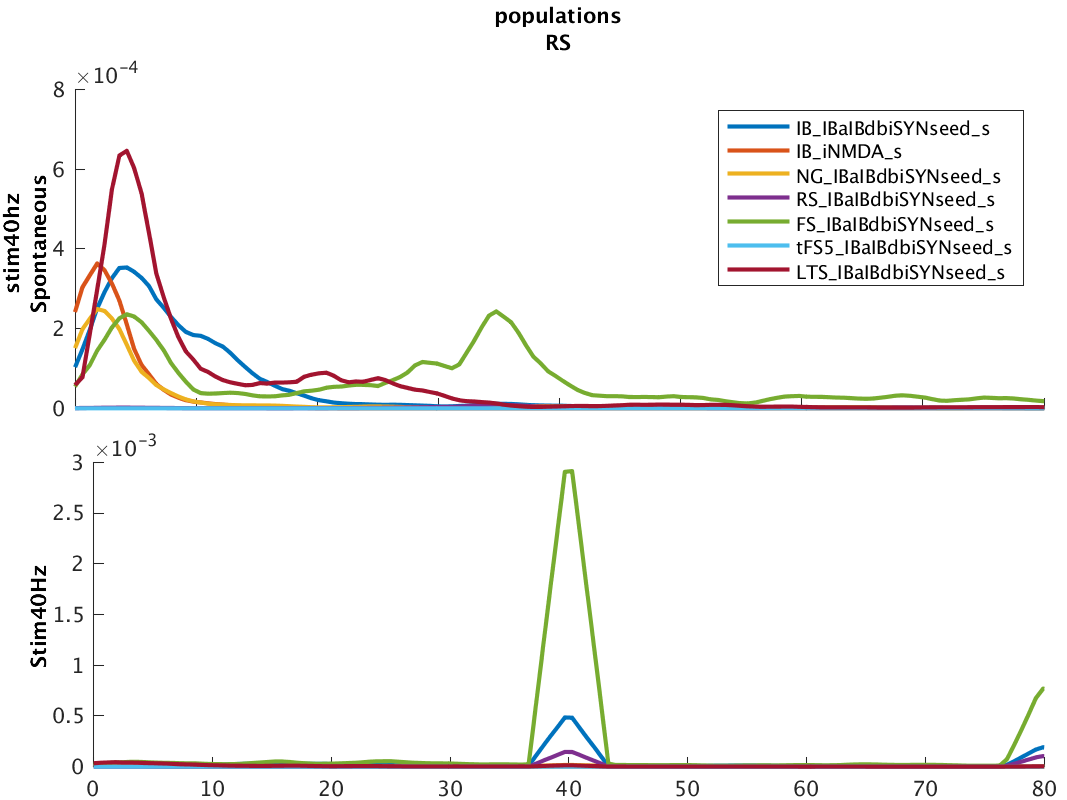 populations
RS
×10⁻⁴
8
6
4
2
0
stim40hz
Spontaneous
IB_IBaIBdbiSYNseed_s
IB_iNMDA_s
NG_IBaIBdbiSYNseed_s
RS_IBaIBdbiSYNseed_s
FS_IBaIBdbiSYNseed_s
tFS5_IBaIBdbiSYNseed_s
LTS_IBaIBdbiSYNseed_s
×10⁻³
3
2.5
2
1.5
1
0.5
0
Stim40Hz
0 10 20 30 40 50 60 70 80